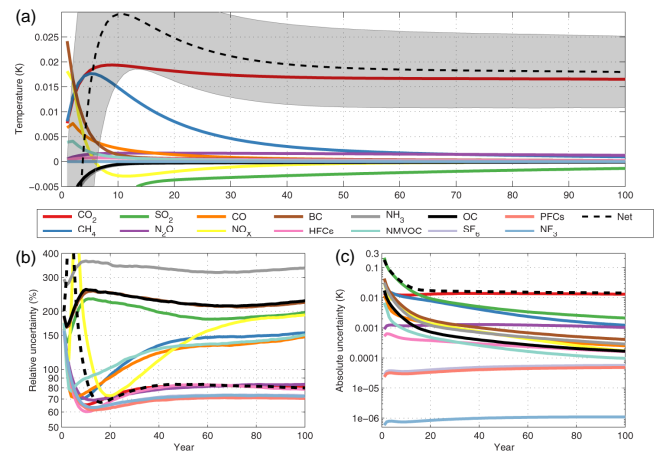 (a)
Temperature (K)
0.025
0.02
0.015
0.01
0.005
0
−0.005
0 10 20 30 40 50 60 70 80 90 100
CO2 SO2 CO BC NH3 OC PFCs Net
CH4 N2O NOX HFCs NMVOC SF6 NF3
(b)
Relative uncertainty (%)
400
300
200
150
100
90
80
70
60
50
0 20 40 60 80 100
Year
(c)
Absolute uncertainty (K)
0.3
0.1
0.01
0.001
0.0001
1e−05
1e−06
0 20 40 60 80 100
Year